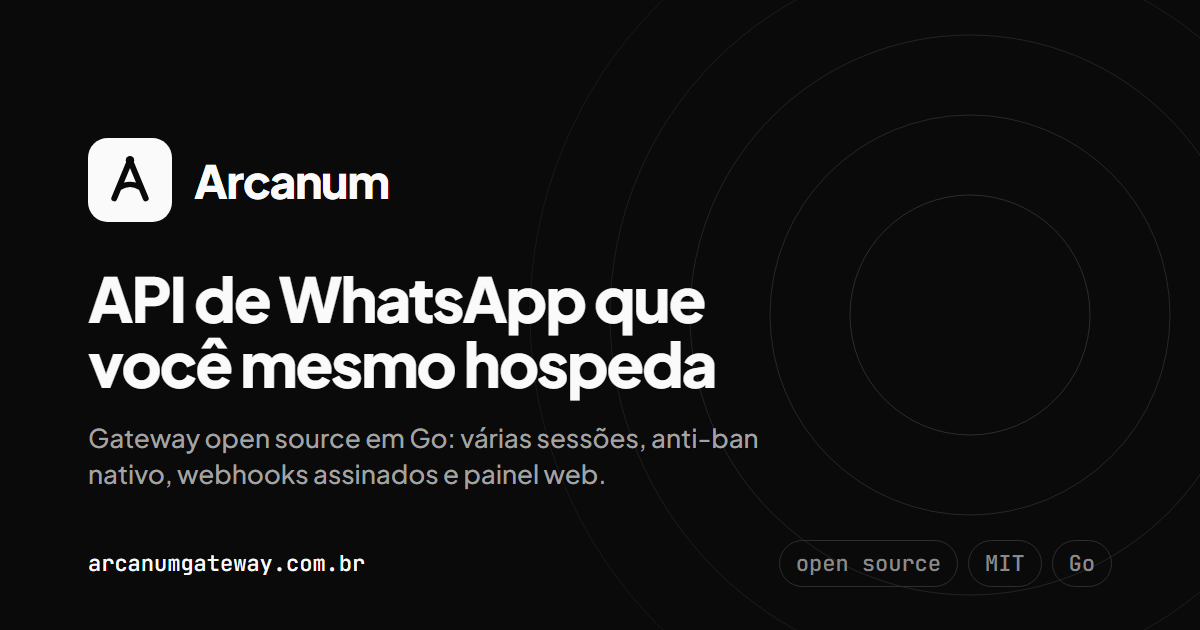 Arcanum
API de WhatsApp que
você mesmo hospeda
Gateway open source em Go: várias sessões, anti-ban
nativo, webhooks assinados e painel web.
arcanumgateway.com.br
open source
MIT
Go